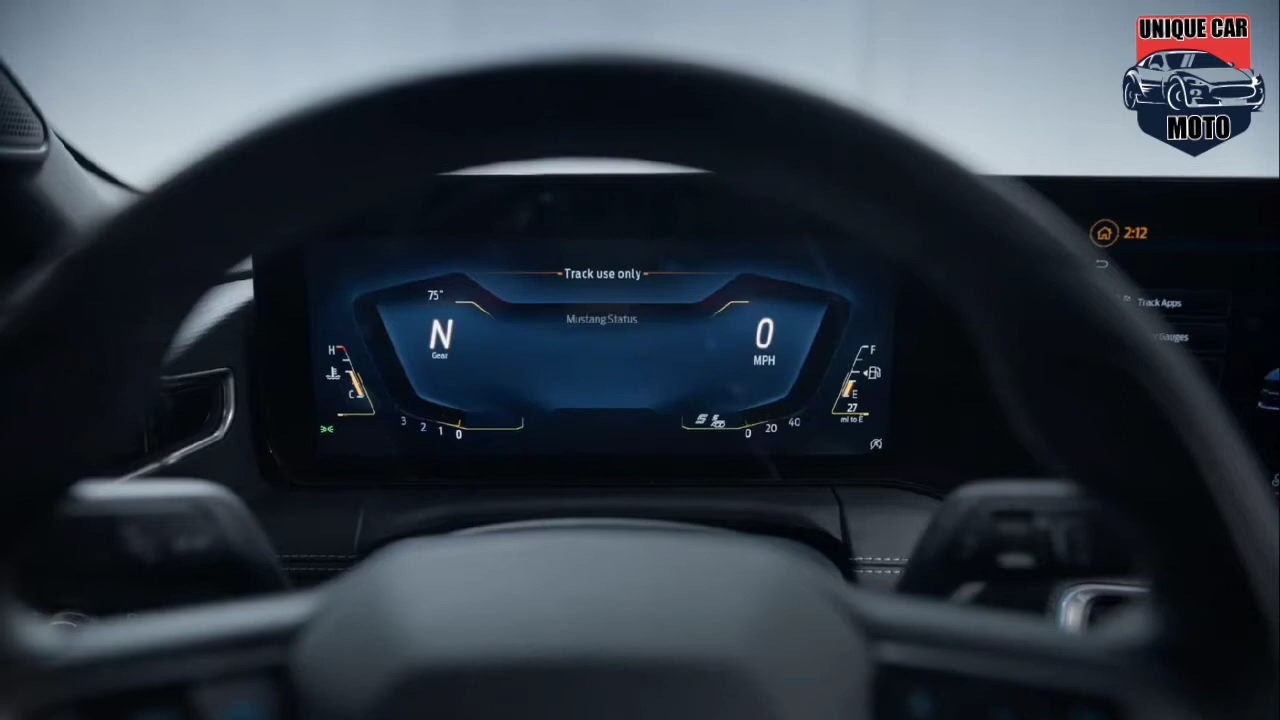 UNIQUE CAR
MOTO
2:12
Track use only
75°
Mustang Status
N
Gear
0
MPH
Track Apps
Gauges
H
C
F
E
27
mi to E
3 2 1 0
0 20 40